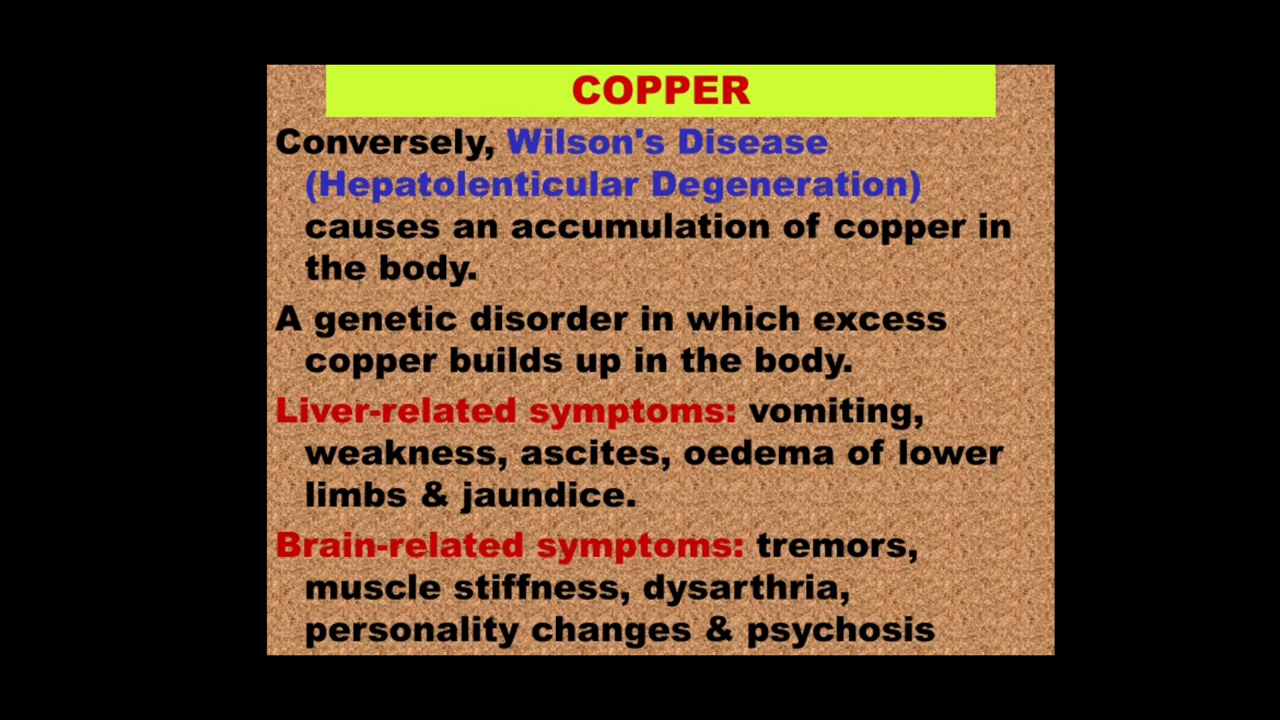 COPPER
Conversely, Wilson's Disease
(Hepatolenticular Degeneration)
causes an accumulation of copper in
the body.
A genetic disorder in which excess
copper builds up in the body.
Liver-related symptoms: vomiting,
weakness, ascites, oedema of lower
limbs & jaundice.
Brain-related symptoms: tremors,
muscle stiffness, dysarthria,
personality changes & psychosis